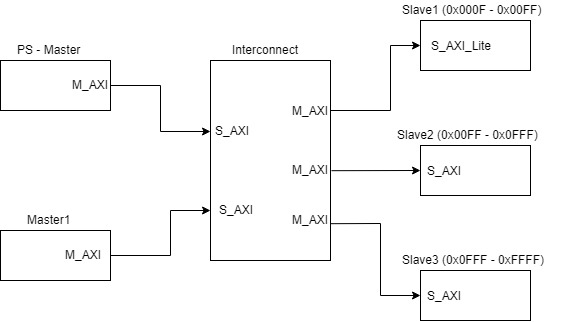 Slave1 (0x000F - 0x00FF)
S_AXI_Lite
PS - Master
M_AXI
Interconnect
S_AXI
S_AXI
M_AXI
M_AXI
M_AXI
Slave2 (0x00FF - 0x0FFF)
S_AXI
Master1
M_AXI
Slave3 (0x0FFF - 0xFFFF)
S_AXI